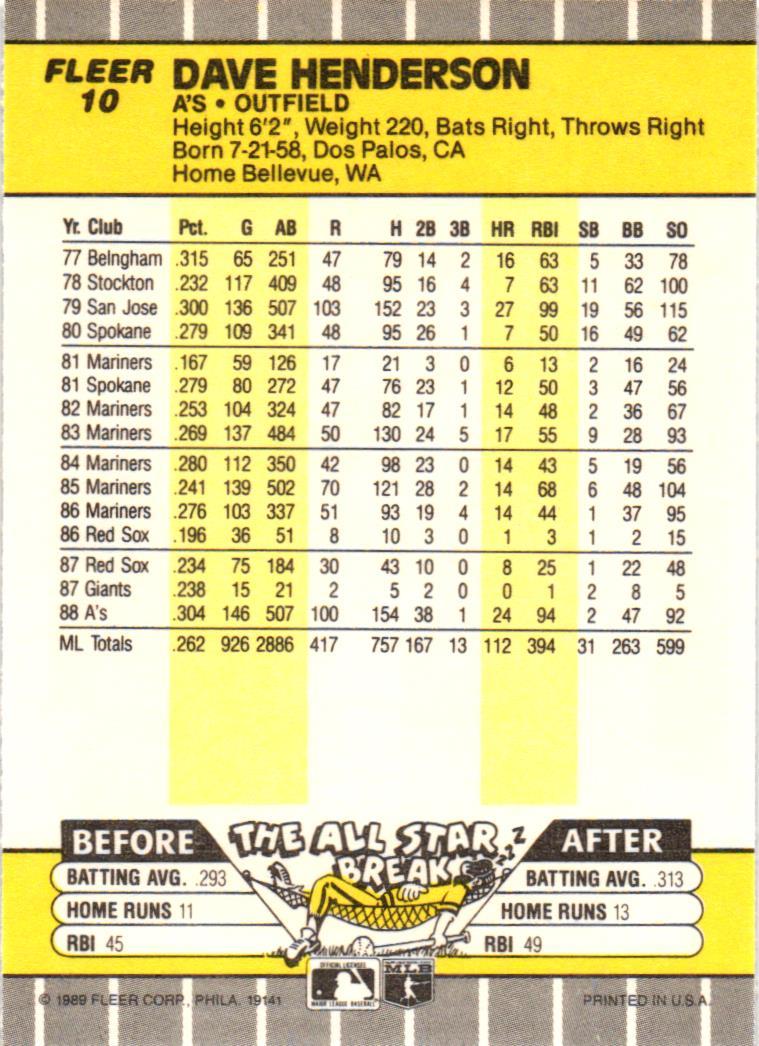 FLEER
10
DAVE HENDERSON
A'S • OUTFIELD
Height 6'2", Weight 220, Bats Right, Throws Right
Born 7-21-58, Dos Palos, CA
Home Bellevue, WA
Yr. Club Pct. G AB R H 2B 3B HR RBI SB BB SO
77 Belngham .315 65 251 47 79 14 2 16 63 5 33 78
78 Stockton .232 117 409 48 95 16 4 7 63 11 62 100
79 San Jose .300 136 507 103 152 23 3 27 99 19 56 115
80 Spokane .279 109 341 48 95 26 1 7 50 16 49 62
81 Mariners .167 59 126 17 21 3 0 6 13 2 16 24
81 Spokane .279 80 272 47 76 23 1 12 50 3 47 56
82 Mariners .253 104 324 47 82 17 1 14 48 2 36 67
83 Mariners .269 137 484 50 130 24 5 17 55 9 28 93
84 Mariners .280 112 350 42 98 23 0 14 43 5 19 56
85 Mariners .241 139 502 70 121 28 2 14 68 6 48 104
86 Mariners .276 103 337 51 93 19 4 14 44 1 37 95
86 Red Sox .196 36 51 8 10 3 0 1 3 1 2 15
87 Red Sox .234 75 184 30 43 10 0 8 25 1 22 48
87 Giants .238 15 21 2 5 2 0 0 1 2 8 5
88 A's .304 146 507 100 154 38 1 24 94 2 47 92
ML Totals .262 926 2886 417 757 167 13 112 394 31 263 599
THE ALL STAR
BREAK
zzZ
BEFORE
BATTING AVG. .293
HOME RUNS 11
RBI 45
AFTER
BATTING AVG. .313
HOME RUNS 13
RBI 49
OFFICIAL LICENSEE
MAJOR LEAGUE BASEBALL
MLB
© 1989 FLEER CORP., PHILA. 19141
PRINTED IN U.S.A.